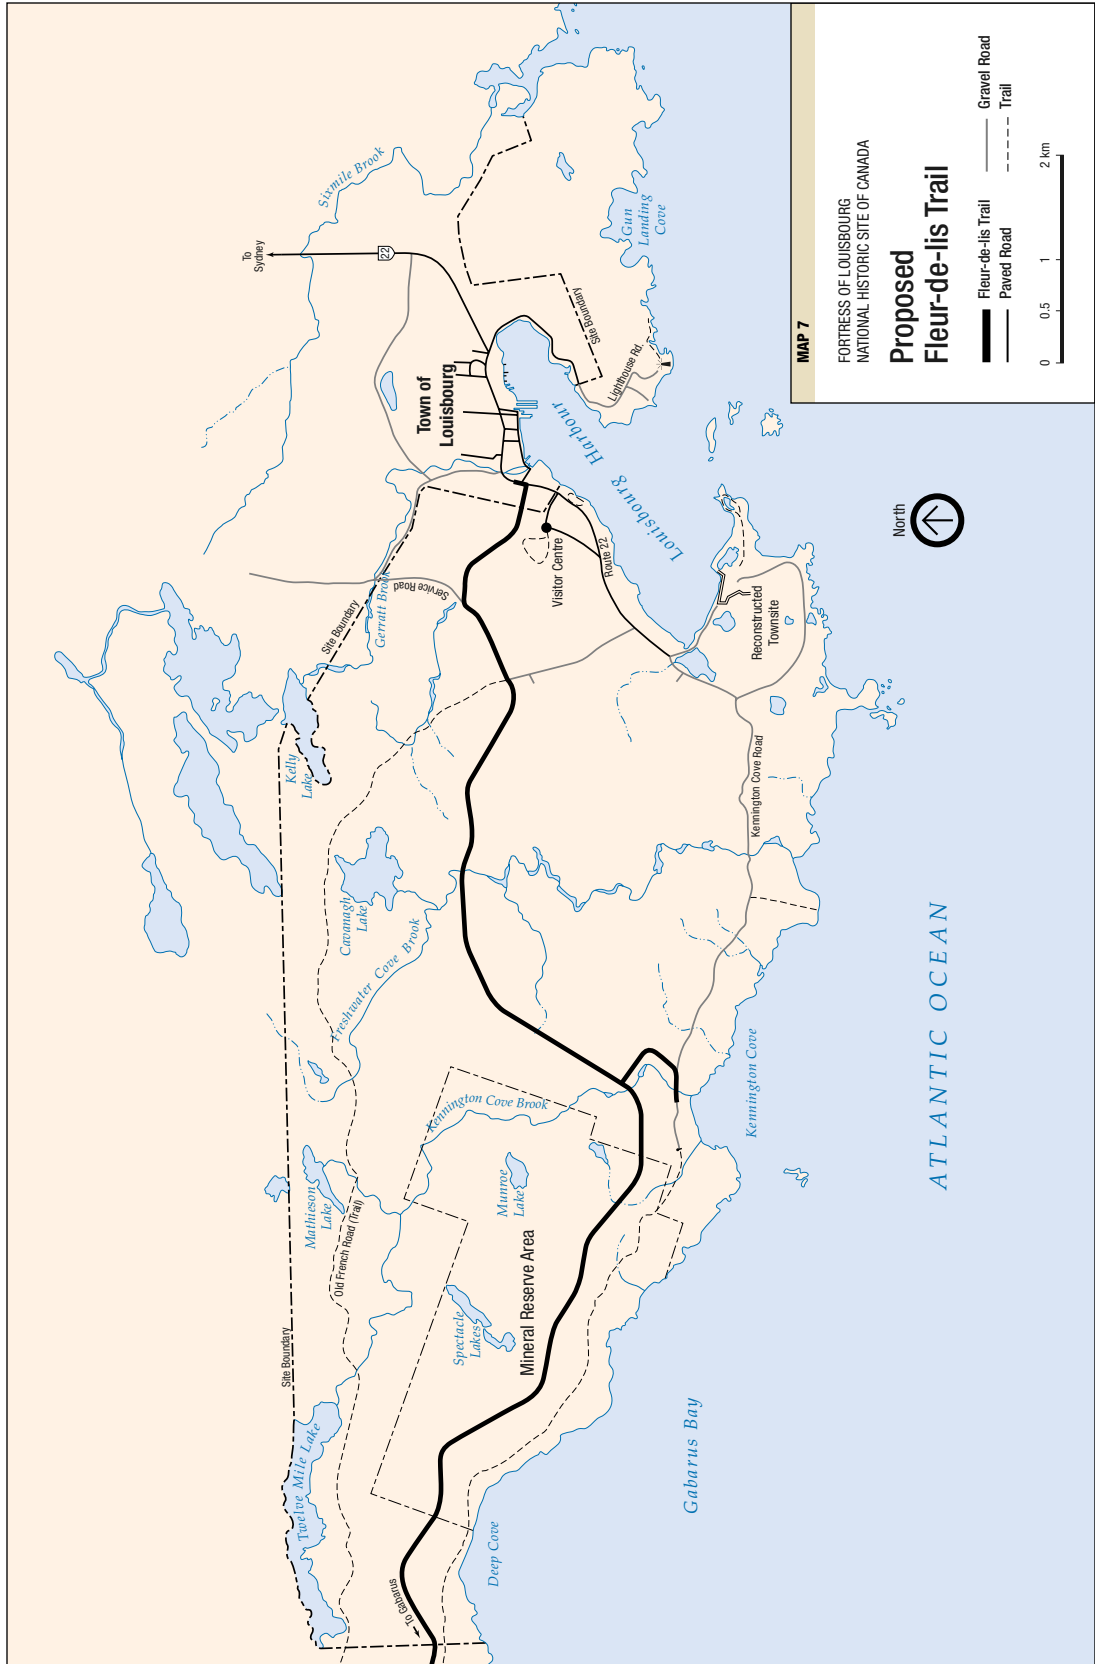 MAP 7
FORTRESS OF LOUISBOURG
NATIONAL HISTORIC SITE OF CANADA
Proposed
Fleur-de-lis Trail
Fleur-de-lis Trail
Paved Road
Gravel Road
Trail
0
0.5
1
2 km
North
To
Sydney
22
Sixmile Brook
Gun
Landing
Cove
Site Boundary
Lighthouse Rd.
Town of
Louisbourg
Louisbourg Harbour
Visitor Centre
Route 22
Reconstructed
Townsite
Service Road
Gerratt Brook
Site Boundary
Kelly
Lake
Kennington Cove Road
Cavanagh
Lake
Freshwater Cove Brook
Kennington Cove Brook
Kennington Cove
ATLANTIC OCEAN
Munroe
Lake
Mathieson
Lake
Old French Road (Trail)
Mineral Reserve Area
Spectacle
Lakes
Site Boundary
Twelve Mile Lake
Gabarus Bay
Deep Cove
To Gabarus